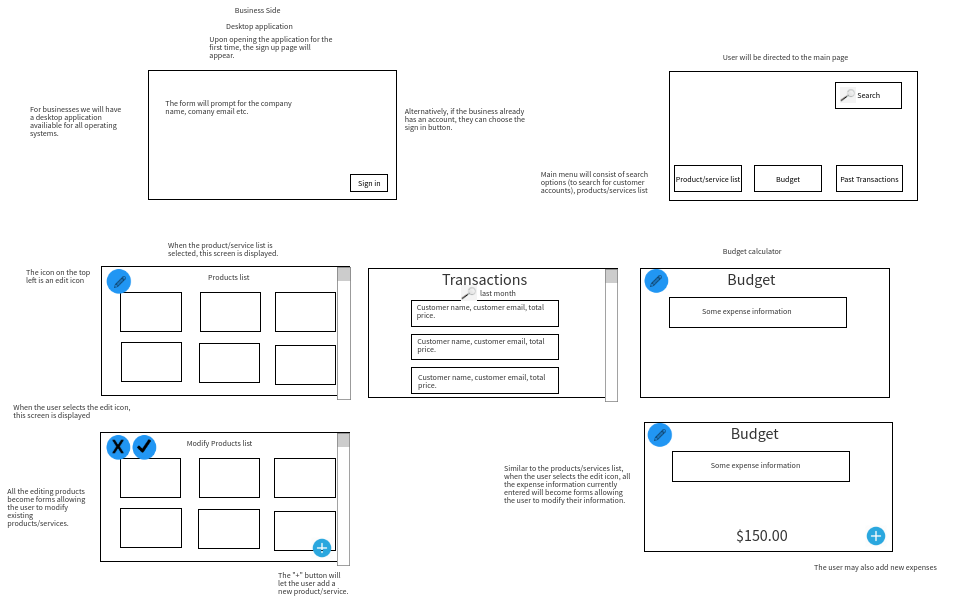 Business Side
Desktop application
Upon opening the application for the
first time, the sign up page will
appear.
For businesses we will have
a desktop application
availiable for all operating
systems.
The form will prompt for the company
name, comany email etc.
Sign in
Alternatively, if the business already
has an account, they can choose the
sign in button.
User will be directed to the main page
Search
Main menu will consist of search
options (to search for customer
accounts), products/services list
Product/service list
Budget
Past Transactions
When the product/service list is
selected, this screen is displayed.
The icon on the top
left is an edit icon
Products list
Transactions
last month
Customer name, customer email, total
price.
Customer name, customer email, total
price.
Customer name, customer email, total
price.
Budget calculator
Budget
Some expense information
When the user selects the edit icon,
this screen is displayed
X
Modify Products list
All the editing products
become forms allowing
the user to modify
existing
products/services.
The "+" button will
let the user add a
new product/service.
Similar to the products/services list,
when the user selects the edit icon, all
the expense information currently
entered will become forms allowing
the user to modify their information.
Budget
Some expense information
$150.00
The user may also add new expenses